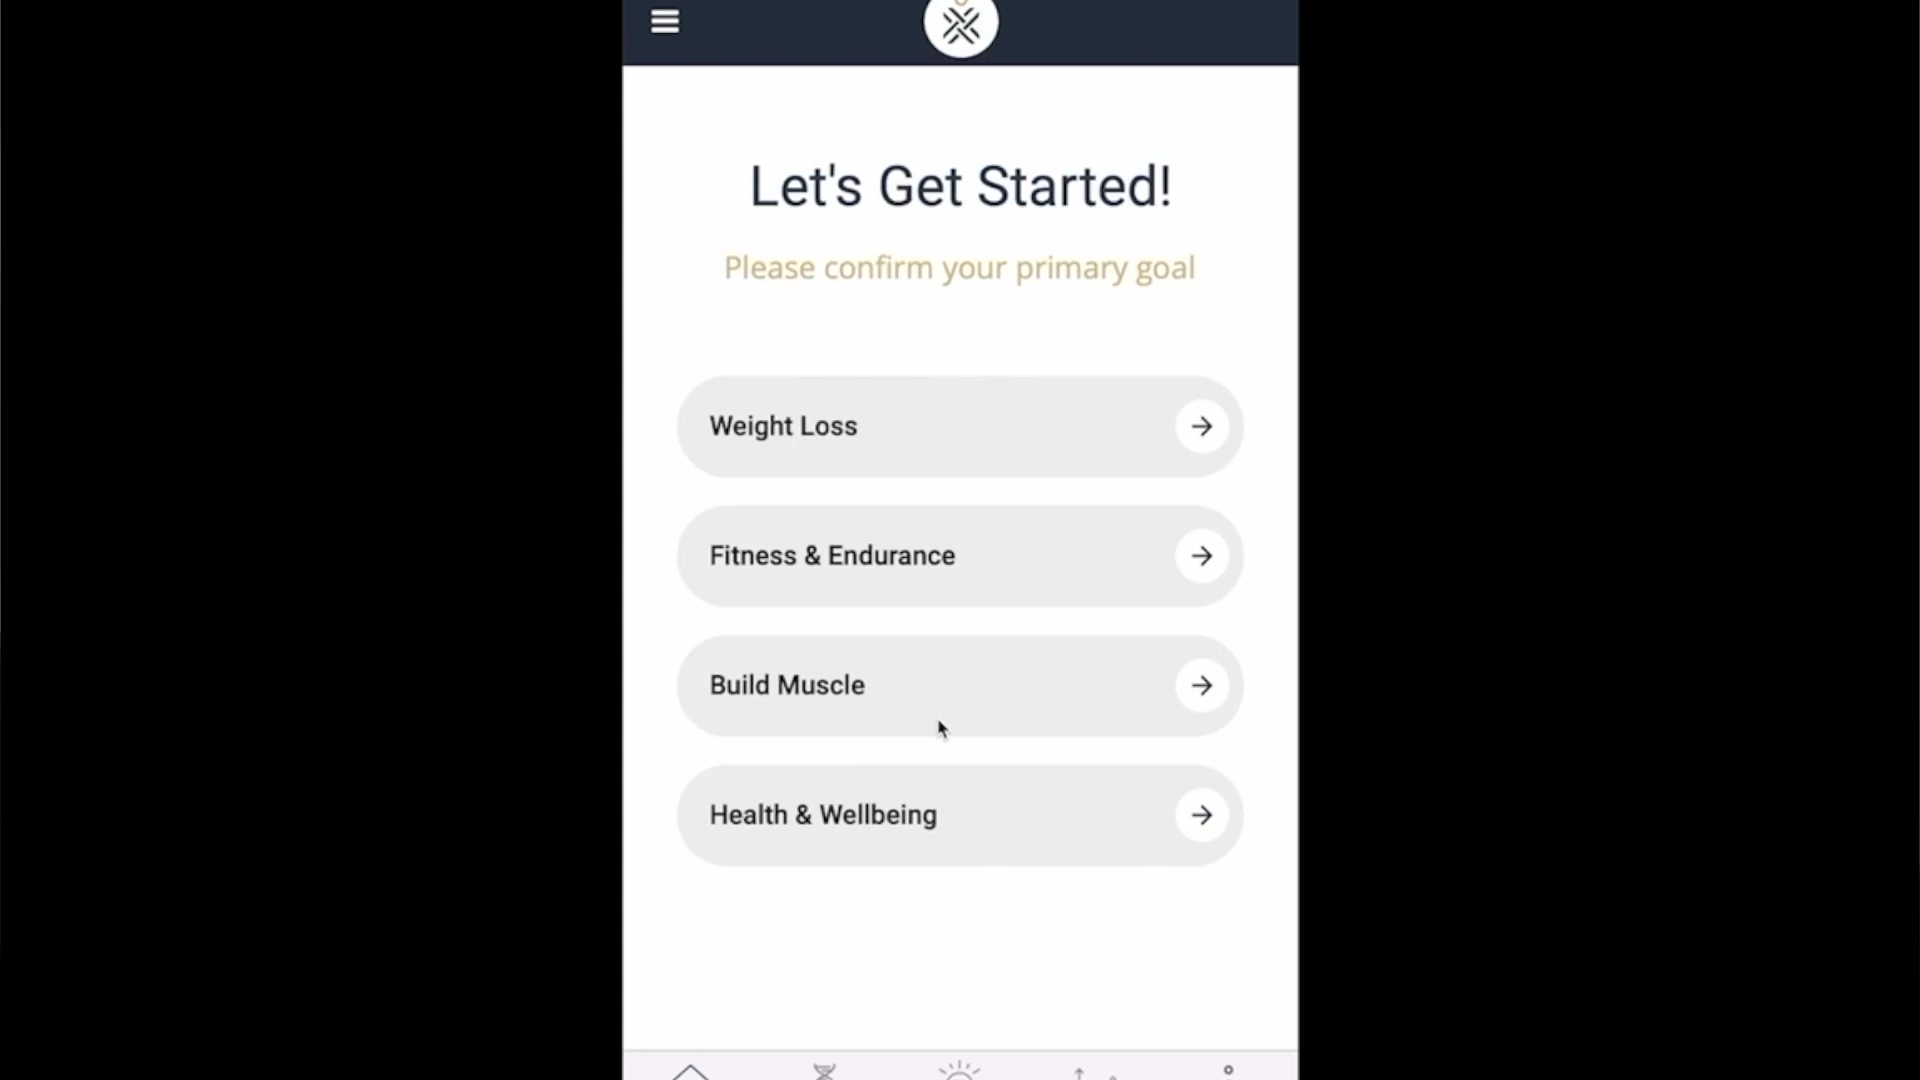 Let's Get Started!
Please confirm your primary goal
Weight Loss
Fitness & Endurance
Build Muscle
Health & Wellbeing